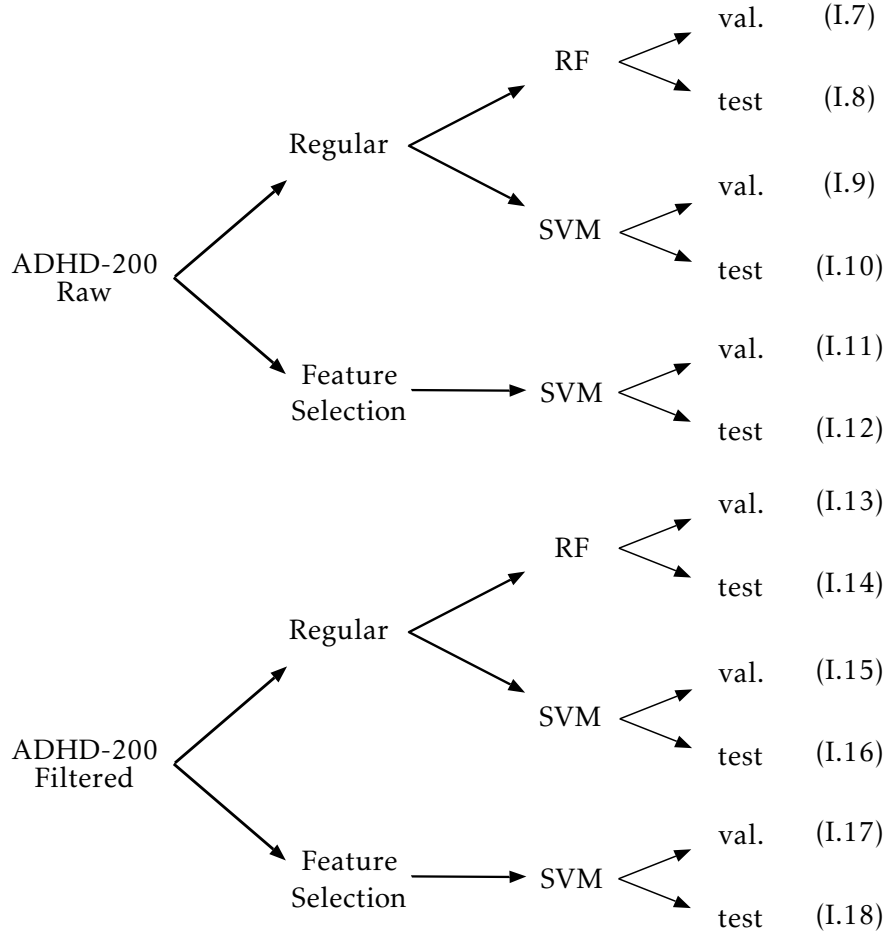 val. (I.7)
RF
test (I.8)
Regular
val. (I.9)
SVM
test (I.10)
ADHD-200
Raw
val. (I.11)
Feature
Selection
SVM
test (I.12)
val. (I.13)
RF
test (I.14)
Regular
val. (I.15)
SVM
test (I.16)
ADHD-200
Filtered
val. (I.17)
Feature
Selection
SVM
test (I.18)